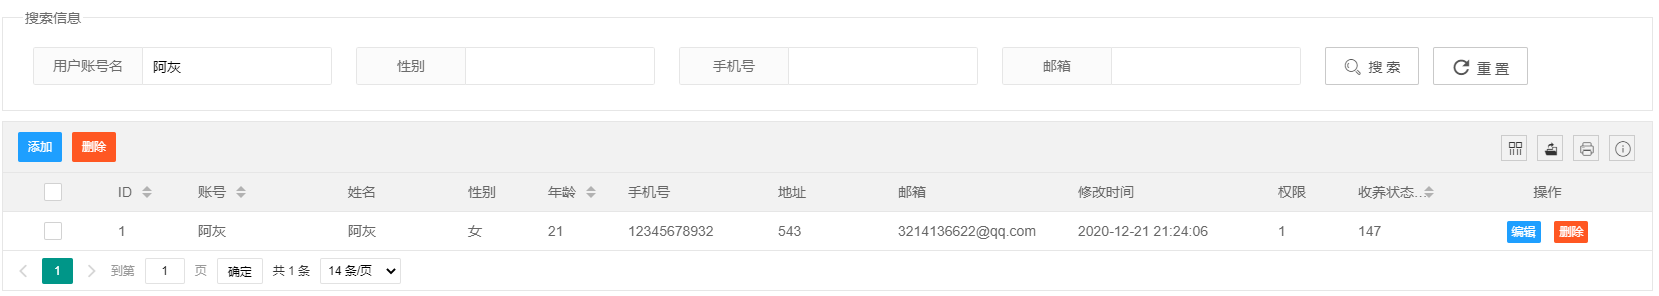 搜索信息
用户账号名 阿灰 性别 手机号 邮箱 搜 索 重 置
添加 删除
ID 账号 姓名 性别 年龄 手机号 地址 邮箱 修改时间 权限 收养状态... 操作
1 阿灰 阿灰 女 21 12345678932 543 3214136622@qq.com 2020-12-21 21:24:06 1 147 编辑 删除
1 到第 1 页 确定 共 1 条 14 条/页